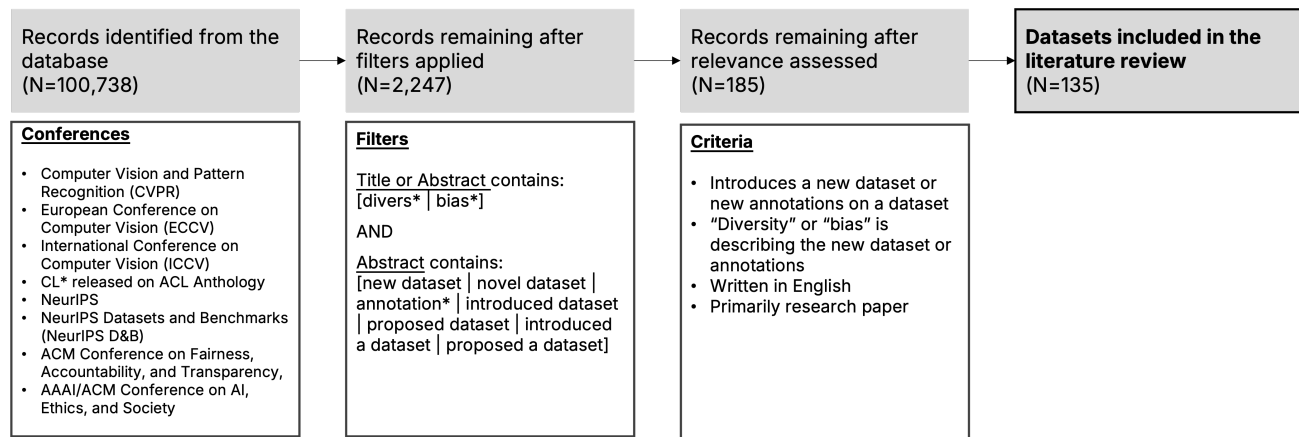 Records identified from the
database
(N=100,738)
Records remaining after
filters applied
(N=2,247)
Records remaining after
relevance assessed
(N=185)
Datasets included in the
literature review
(N=135)
Conferences
• Computer Vision and Pattern
Recognition (CVPR)
• European Conference on
Computer Vision (ECCV)
• International Conference on
Computer Vision (ICCV)
• CL* released on ACL Anthology
• NeurIPS
• NeurIPS Datasets and Benchmarks
(NeurIPS D&B)
• ACM Conference on Fairness,
Accountability, and Transparency,
• AAAI/ACM Conference on AI,
Ethics, and Society
Filters
Title or Abstract contains:
[divers* | bias*]
AND
Abstract contains:
[new dataset | novel dataset |
annotation* | introduced dataset
| proposed dataset | introduced
a dataset | proposed a dataset]
Criteria
• Introduces a new dataset or
new annotations on a dataset
• “Diversity” or “bias” is
describing the new dataset or
annotations
• Written in English
• Primarily research paper